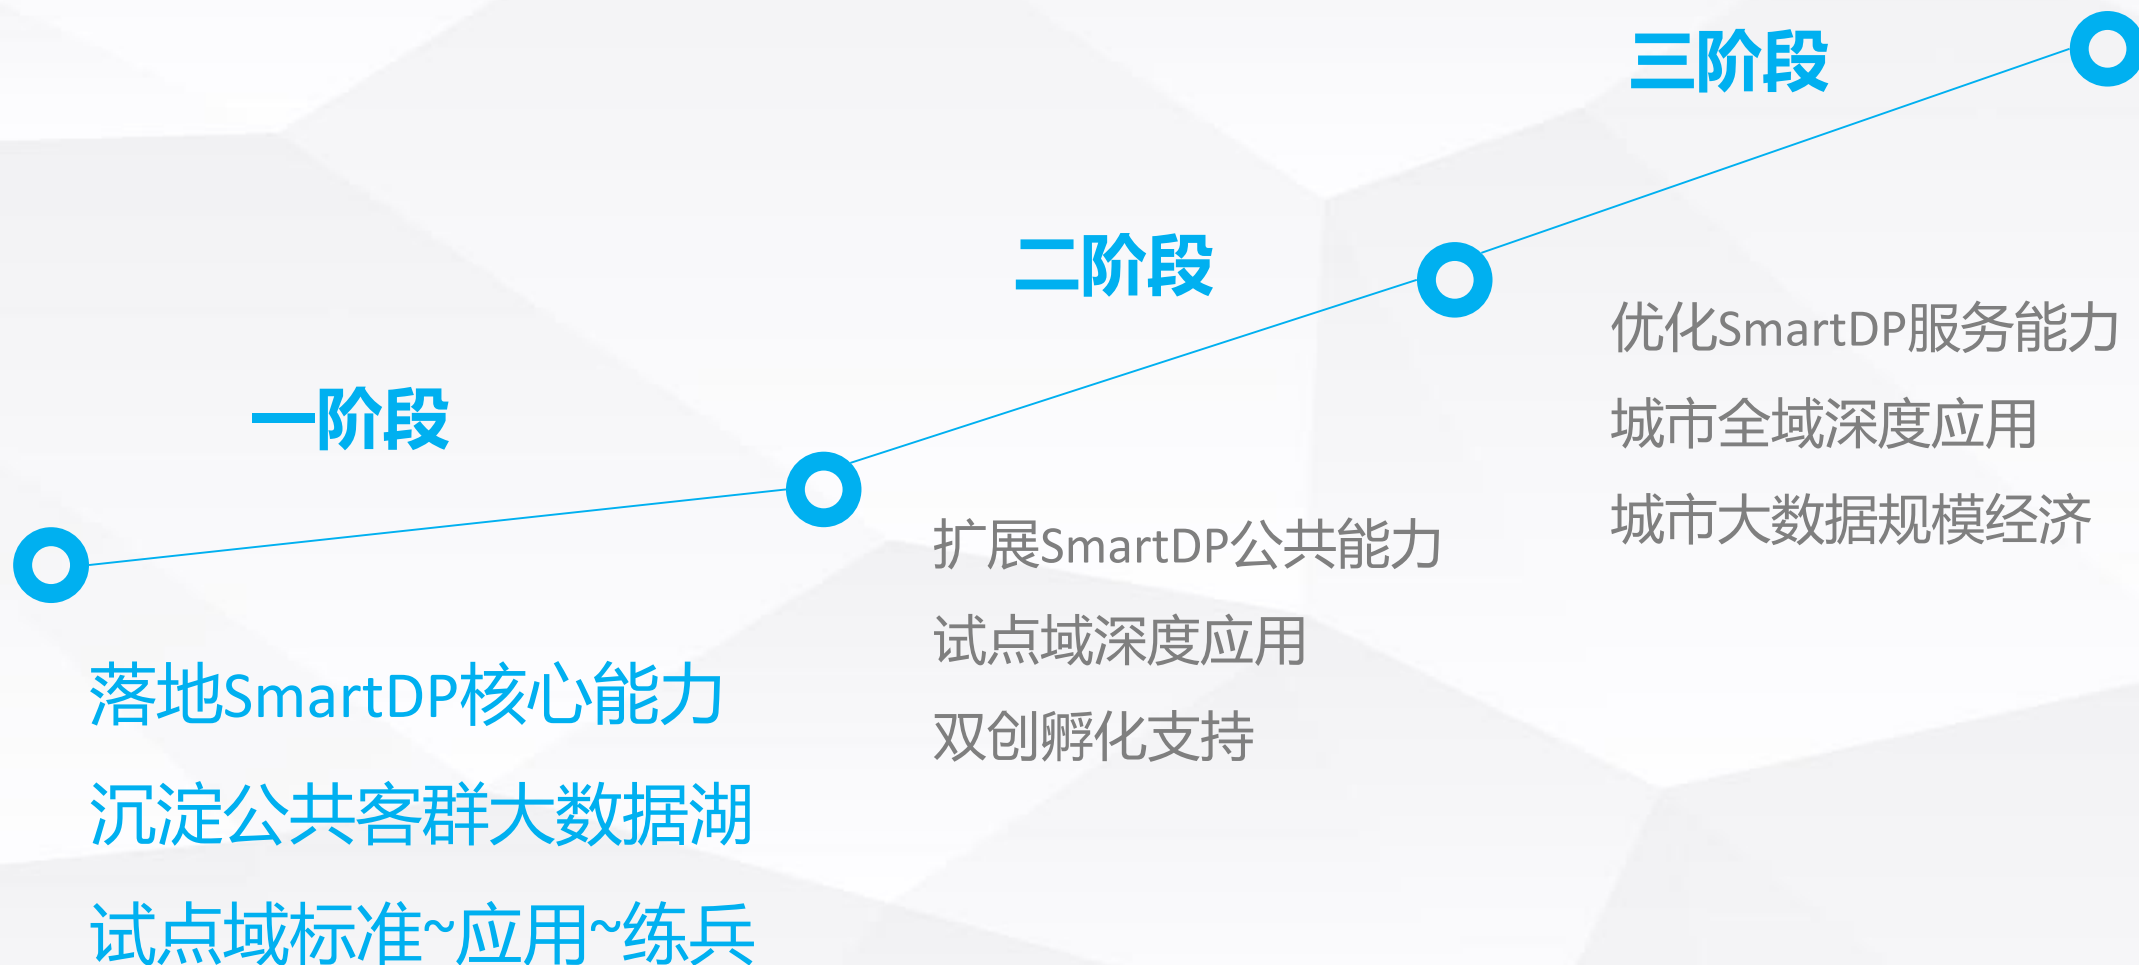 一阶段
落地SmartDP核心能力
沉淀公共客群大数据湖
试点域标准~应用~练兵
二阶段
扩展SmartDP公共能力
试点域深度应用
双创孵化支持
三阶段
优化SmartDP服务能力
城市全域深度应用
城市大数据规模经济